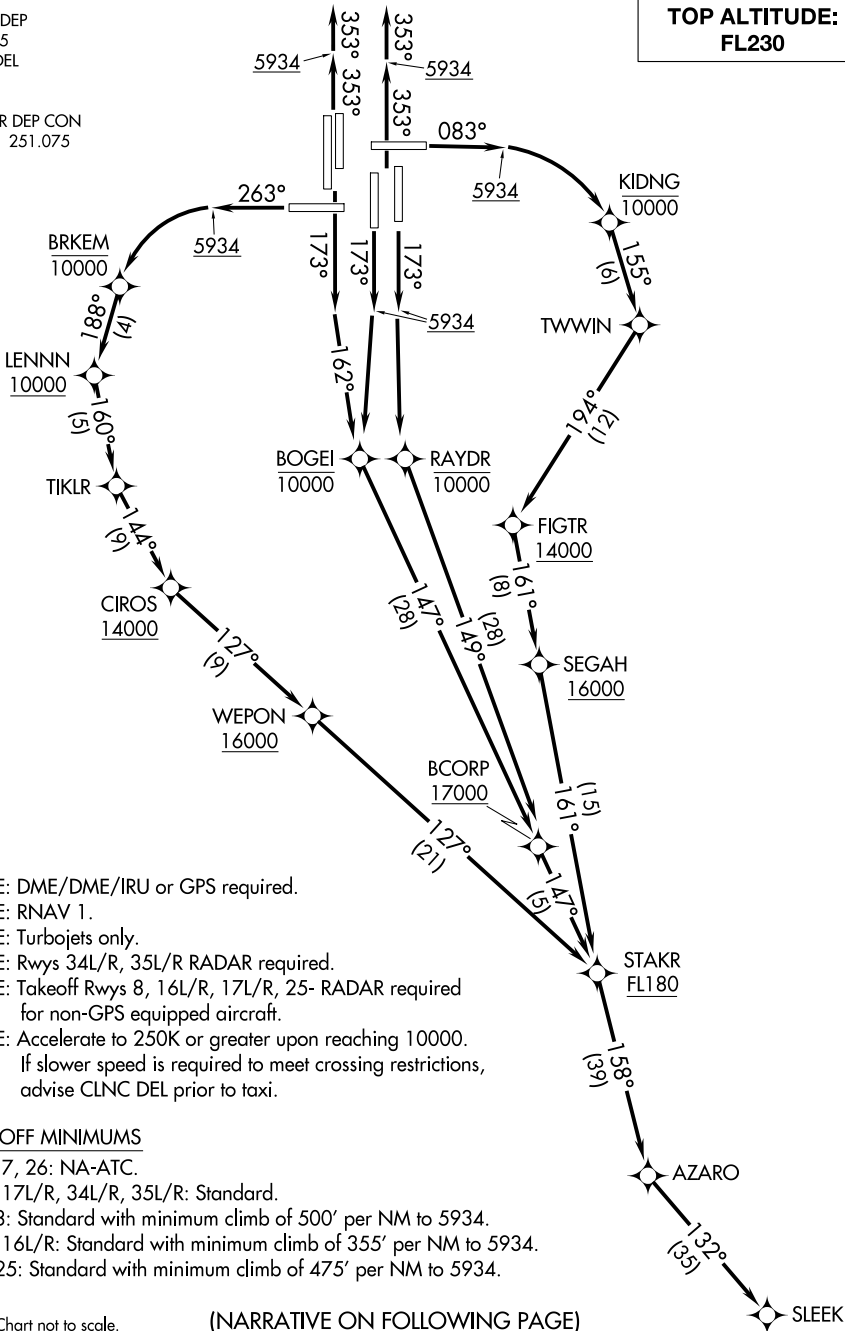 DEP
5
DEL
R DEP CON
251.075
TOP ALTITUDE:
FL230
353°
353°
5934
5934
353°
353°
083°
5934
KIDNG
10000
263°
5934
BRKEM
10000
173°
173°
173°
155°
(6)
188°
(4)
5934
TWWIN
LENNN
10000
162°
160°
(5)
194°
(12)
BOGEI
10000
RAYDR
10000
TIKLR
144°
(9)
FIGTR
14000
CIROS
14000
147°
(28)
149°
(28)
161°
(8)
127°
(9)
SEGAH
16000
WEPON
16000
BCORP
17000
161°
(15)
127°
(21)
147°
(5)
STAKR
FL180
E: DME/DME/IRU or GPS required.
E: RNAV 1.
E: Turbojets only.
E: Rwys 34L/R, 35L/R RADAR required.
E: Takeoff Rwys 8, 16L/R, 17L/R, 25- RADAR required
for non-GPS equipped aircraft.
E: Accelerate to 250K or greater upon reaching 10000.
If slower speed is required to meet crossing restrictions,
advise CLNC DEL prior to taxi.
158°
(39)
OFF MINIMUMS
7, 26: NA-ATC.
17L/R, 34L/R, 35L/R: Standard.
8: Standard with minimum climb of 500' per NM to 5934.
16L/R: Standard with minimum climb of 355' per NM to 5934.
25: Standard with minimum climb of 475' per NM to 5934.
AZARO
132°
(35)
SLEEK
Chart not to scale.
(NARRATIVE ON FOLLOWING PAGE)